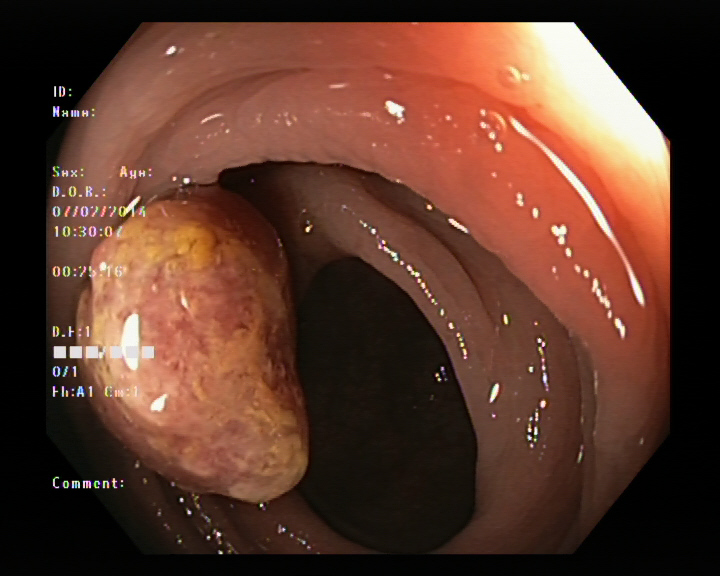 ID:
Name:
Sex: Age:
D.O.B.:
07/02/2014
10:30:07
00:25:16
D.F:1
0/1
Eh:A1 Cm:1
Comment: